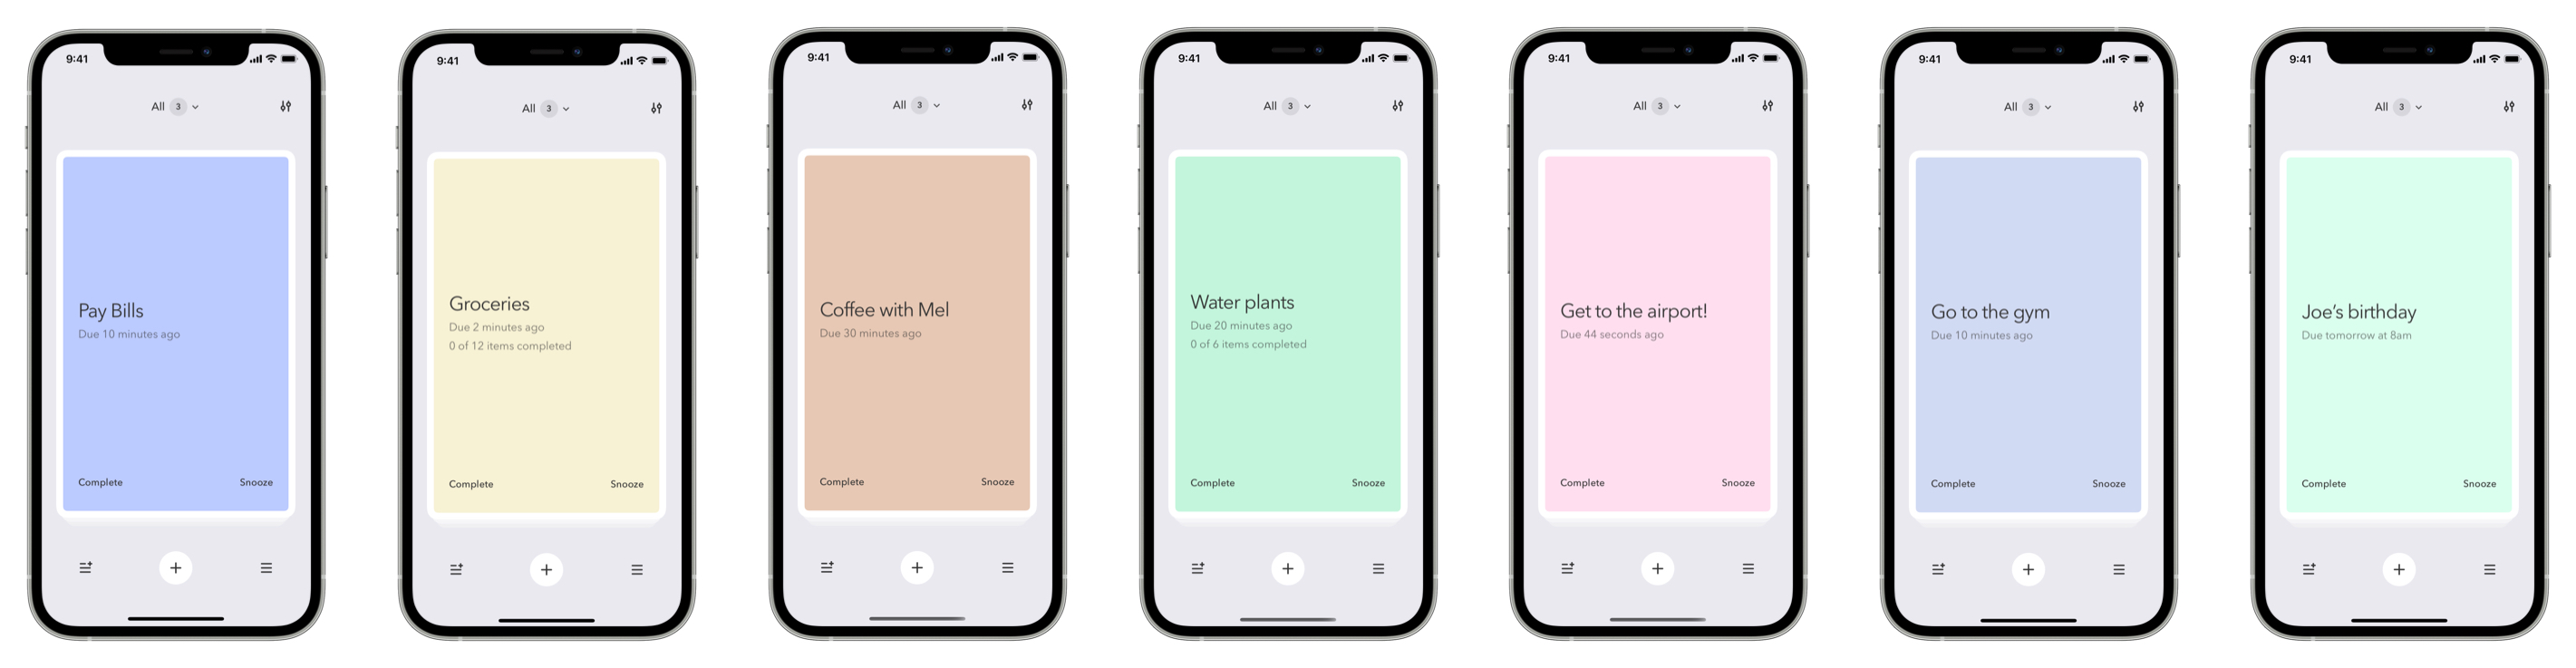 9:41
All 3
Pay Bills
Due 10 minutes ago
Complete Snooze
9:41
All 3
Groceries
Due 2 minutes ago
0 of 12 items completed
Complete Snooze
9:41
All 3
Coffee with Mel
Due 30 minutes ago
Complete Snooze
9:41
All 3
Water plants
Due 20 minutes ago
0 of 6 items completed
Complete Snooze
9:41
All 3
Get to the airport!
Due 44 seconds ago
Complete Snooze
9:41
All 3
Go to the gym
Due 10 minutes ago
Complete Snooze
9:41
All 3
Joe’s birthday
Due tomorrow at 8am
Complete Snooze